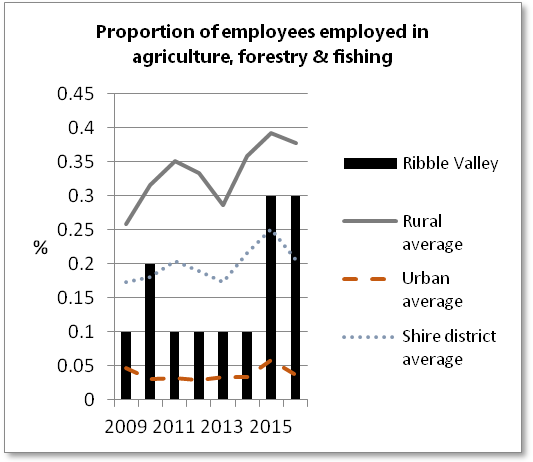 Proportion of employees employed in
agriculture, forestry & fishing
0.45
0.4
0.35
0.3
0.25
0.2
0.15
0.1
0.05
0
%
2009 2011 2013 2015
Ribble Valley
Rural
average
Urban
average
Shire district
average